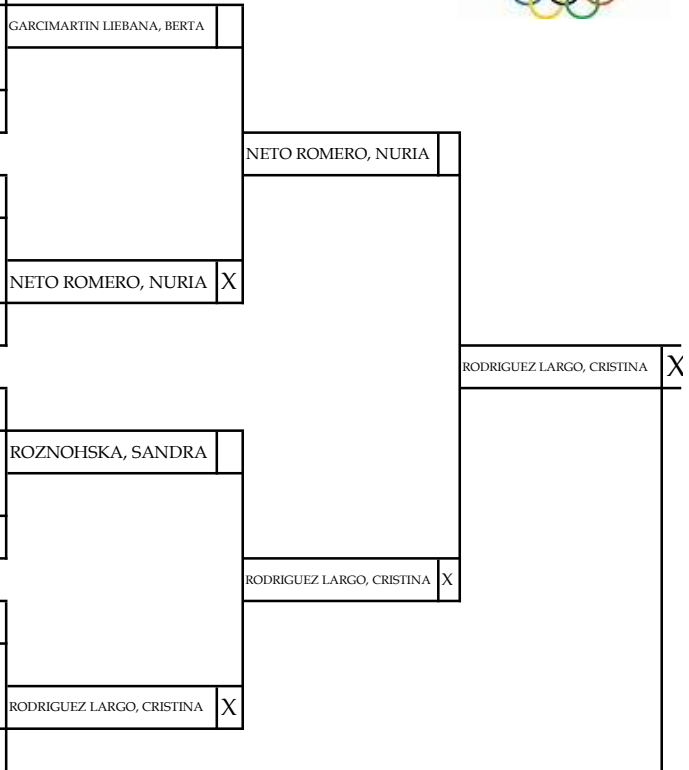 GARCIMARTIN LIEBANA, BERTA
NETO ROMERO, NURIA
NETO ROMERO, NURIA X
RODRIGUEZ LARGO, CRISTINA X
ROZNOHSKA, SANDRA
RODRIGUEZ LARGO, CRISTINA X
RODRIGUEZ LARGO, CRISTINA X